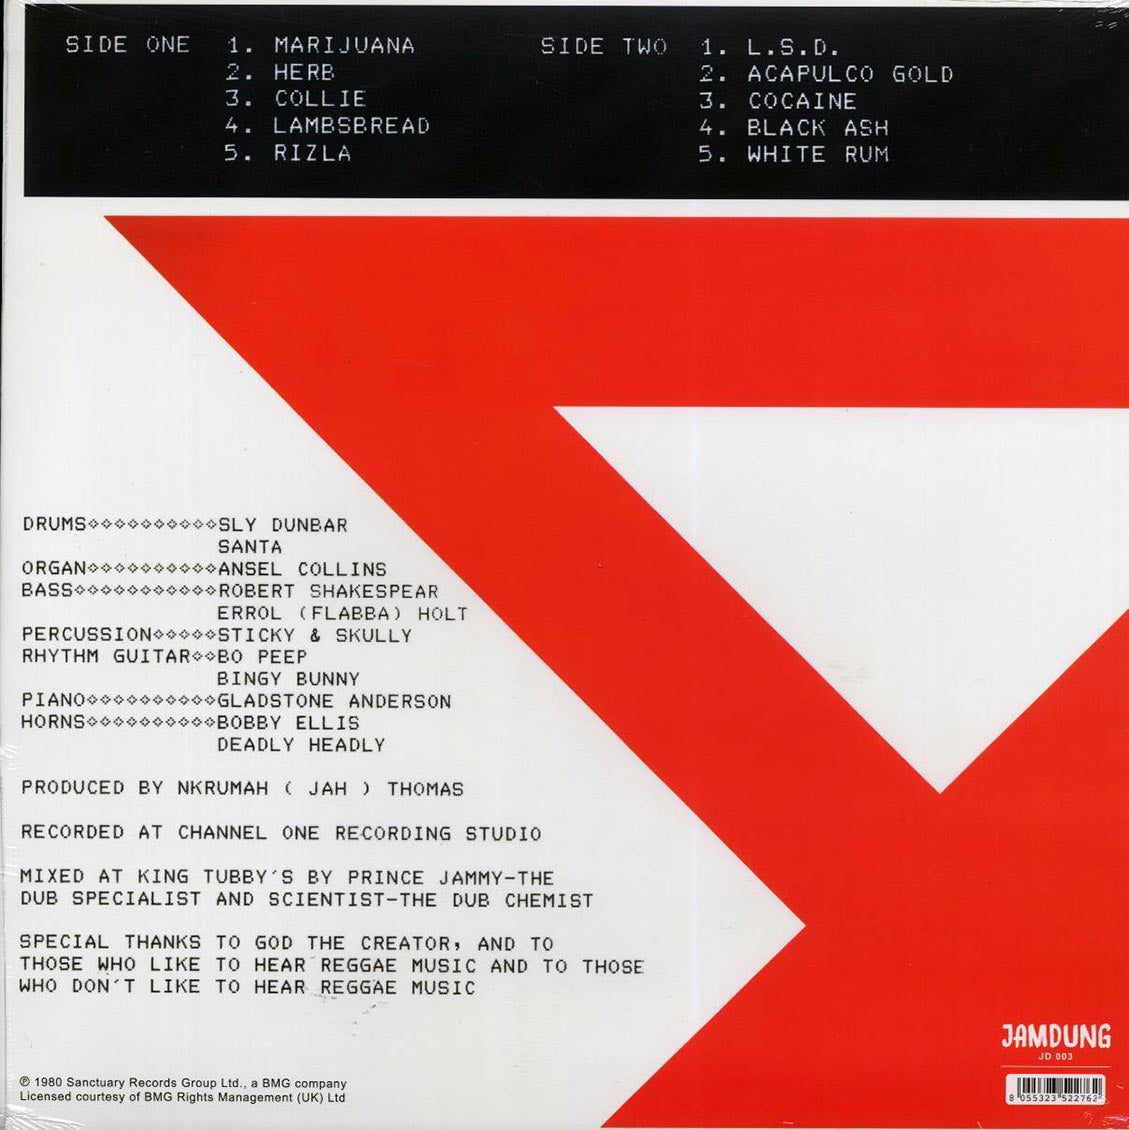 SIDE ONE 1. MARIJUANA
2. HERB
3. COLLIE
4. LAMBSBREAD
5. RIZLA
SIDE TWO 1. L.S.D.
2. ACAPULCO GOLD
3. COCAINE
4. BLACK ASH
5. WHITE RUM
DRUMS◇◇◇◇◇◇◇◇◇◇SLY DUNBAR
SANTA
ORGAN◇◇◇◇◇◇◇◇◇◇ANSEL COLLINS
BASS◇◇◇◇◇◇◇◇◇◇◇ROBERT SHAKESPEAR
ERROL (FLABBA) HOLT
PERCUSSION◇◇◇◇◇STICKY & SKULLY
RHYTHM GUITAR◇◇BO PEEP
BINGY BUNNY
PIANO◇◇◇◇◇◇◇◇◇◇GLADSTONE ANDERSON
HORNS◇◇◇◇◇◇◇◇◇◇BOBBY ELLIS
DEADLY HEADLY
PRODUCED BY NKRUMAH ( JAH ) THOMAS
RECORDED AT CHANNEL ONE RECORDING STUDIO
MIXED AT KING TUBBY'S BY PRINCE JAMMY-THE
DUB SPECIALIST AND SCIENTIST-THE DUB CHEMIST
SPECIAL THANKS TO GOD THE CREATOR, AND TO
THOSE WHO LIKE TO HEAR REGGAE MUSIC AND TO THOSE
WHO DON'T LIKE TO HEAR REGGAE MUSIC
℗ 1980 Sanctuary Records Group Ltd., a BMG company
Licensed courtesy of BMG Rights Management (UK) Ltd
JAMDUNG
JD 003
8 055323 522762